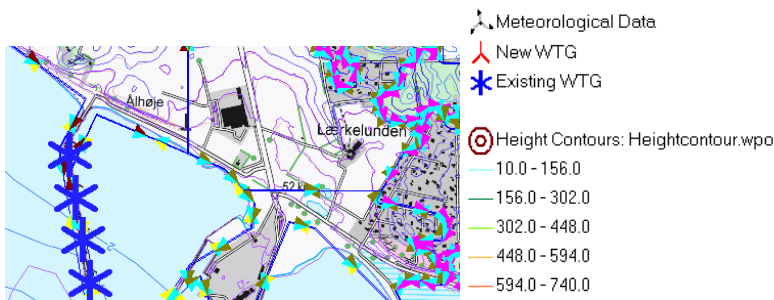 Meteorological Data
New WTG
Existing WTG
Ålhøje
Lærkelunden
Height Contours: Heightcontour.wpo
10.0 - 156.0
156.0 - 302.0
52
302.0 - 448.0
448.0 - 594.0
594.0 - 740.0